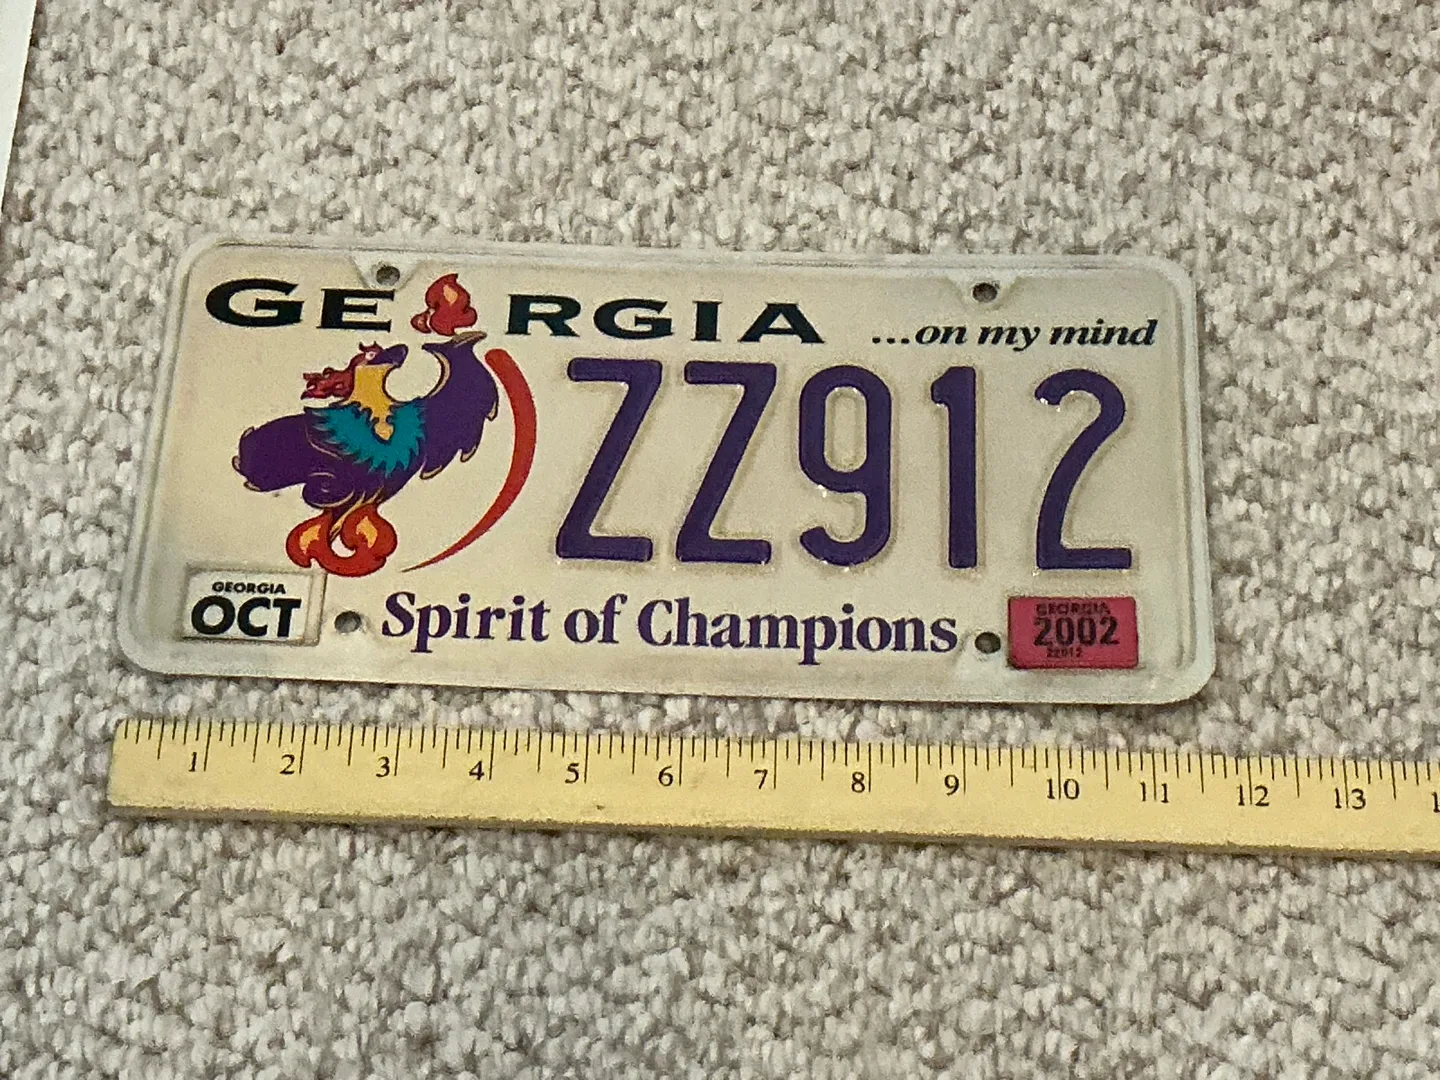 GEORGIA ...on my mind
ZZ912
GEORGIA
OCT
Spirit of Champions
GEORGIA
2002
1 2 3 4 5 6 7 8 9 10 11 12 13